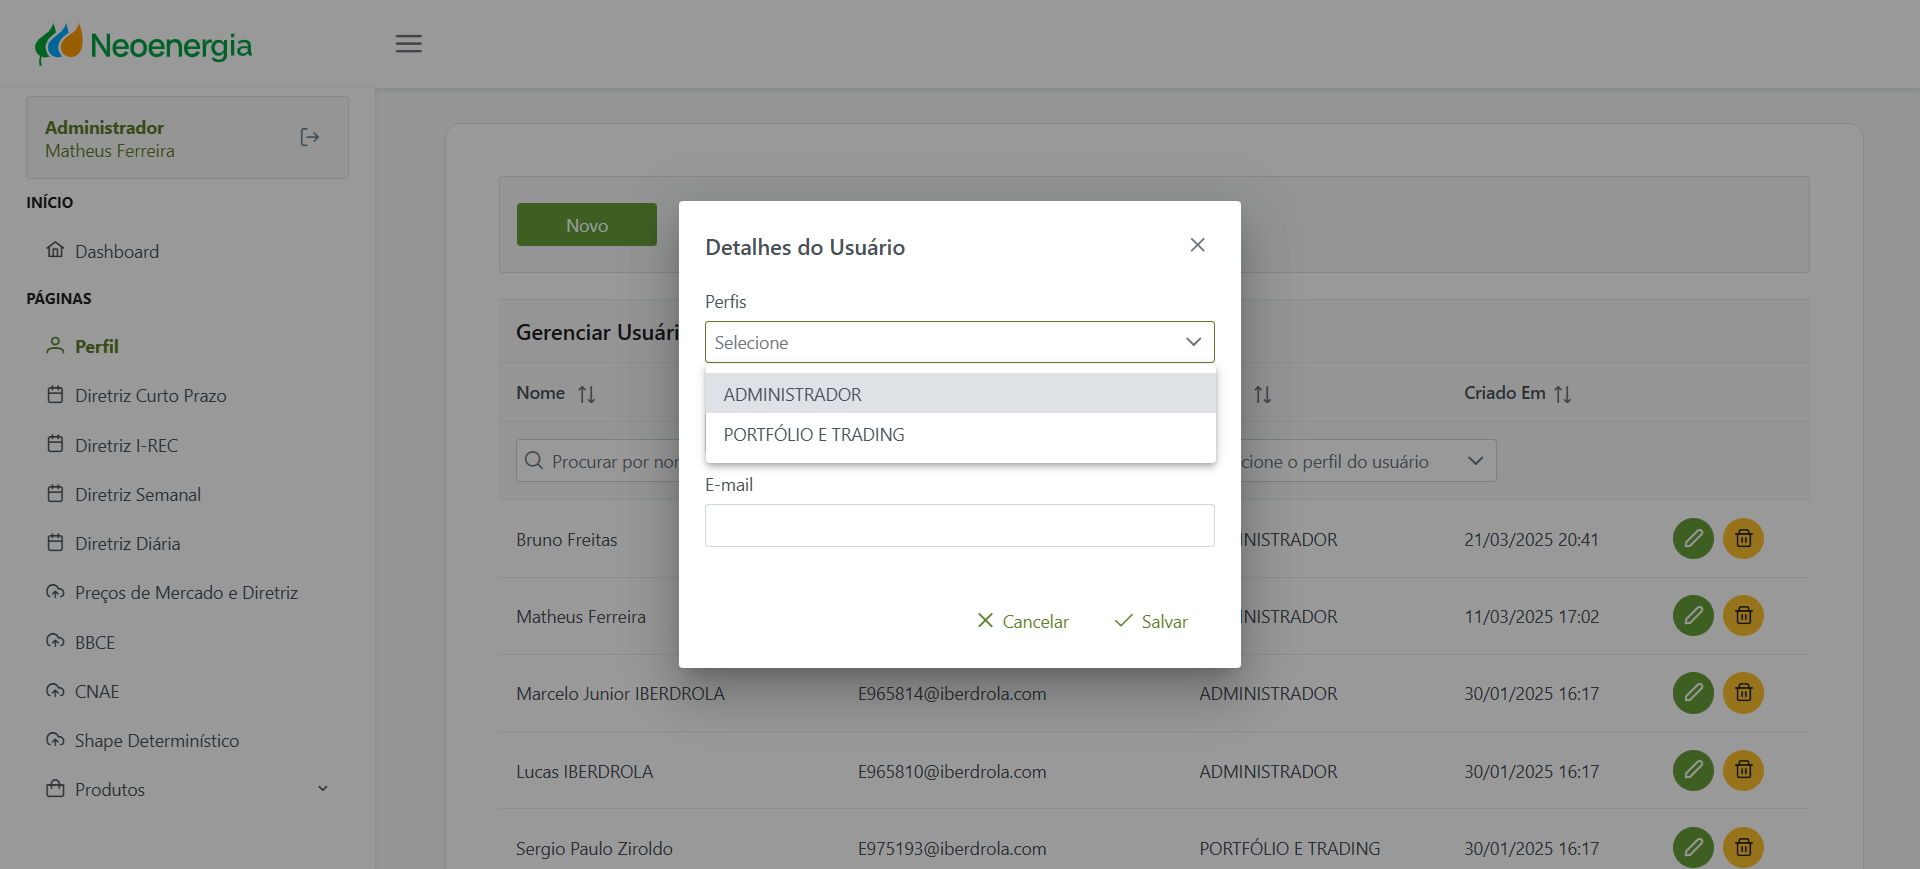 Neoenergia
Administrador
Matheus Ferreira
INÍCIO
Dashboard
PÁGINAS
Perfil
Diretriz Curto Prazo
Diretriz I-REC
Diretriz Semanal
Diretriz Diária
Preços de Mercado e Diretriz
BBCE
CNAE
Shape Determinístico
Produtos
Novo
Gerenciar Usuári
Nome
Criado Em
Procurar por nor
cione o perfil do usuário
Detalhes do Usuário
Perfis
Selecione
ADMINISTRADOR
PORTFÓLIO E TRADING
E-mail
Cancelar
Salvar
Bruno Freitas NISTRADOR 21/03/2025 20:41
Matheus Ferreira NISTRADOR 11/03/2025 17:02
Marcelo Junior IBERDROLA E965814@iberdrola.com ADMINISTRADOR 30/01/2025 16:17
Lucas IBERDROLA E965810@iberdrola.com ADMINISTRADOR 30/01/2025 16:17
Sergio Paulo Ziroldo E975193@iberdrola.com PORTFÓLIO E TRADING 30/01/2025 16:17